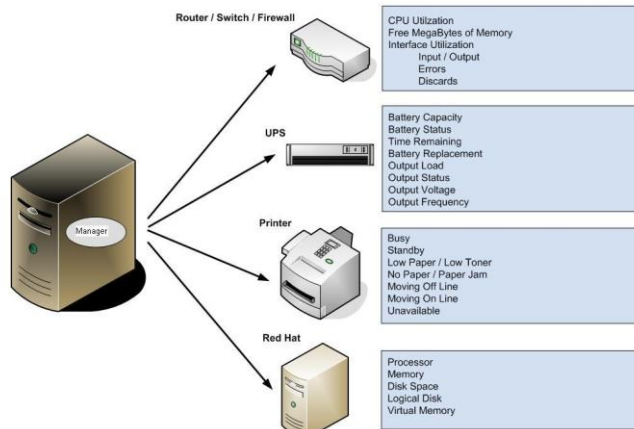 Router / Switch / Firewall
CPU Utilzation
Free MegaBytes of Memory
Interface Utilization
Input / Output
Errors
Discards
UPS
Battery Capacity
Battery Status
Time Remaining
Battery Replacement
Output Load
Output Status
Output Voltage
Output Frequency
Manager
Printer
Busy
Standby
Low Paper / Low Toner
No Paper / Paper Jam
Moving Off Line
Moving On Line
Unavailable
Red Hat
Processor
Memory
Disk Space
Logical Disk
Virtual Memory